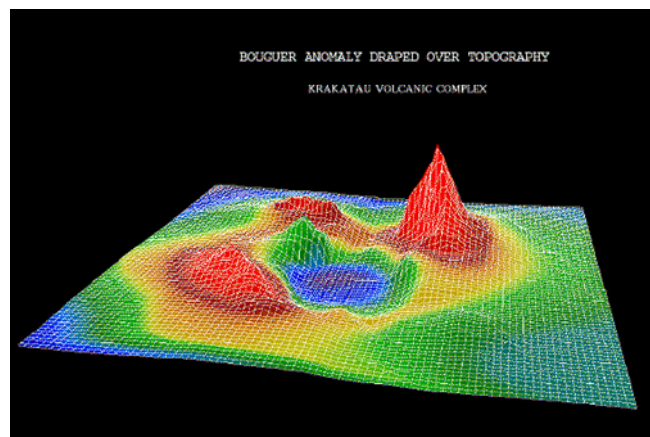 BOUGUER ANOMALY DRAPED OVER TOPOGRAPHY
KRAKATAU VOLCANIC COMPLEX